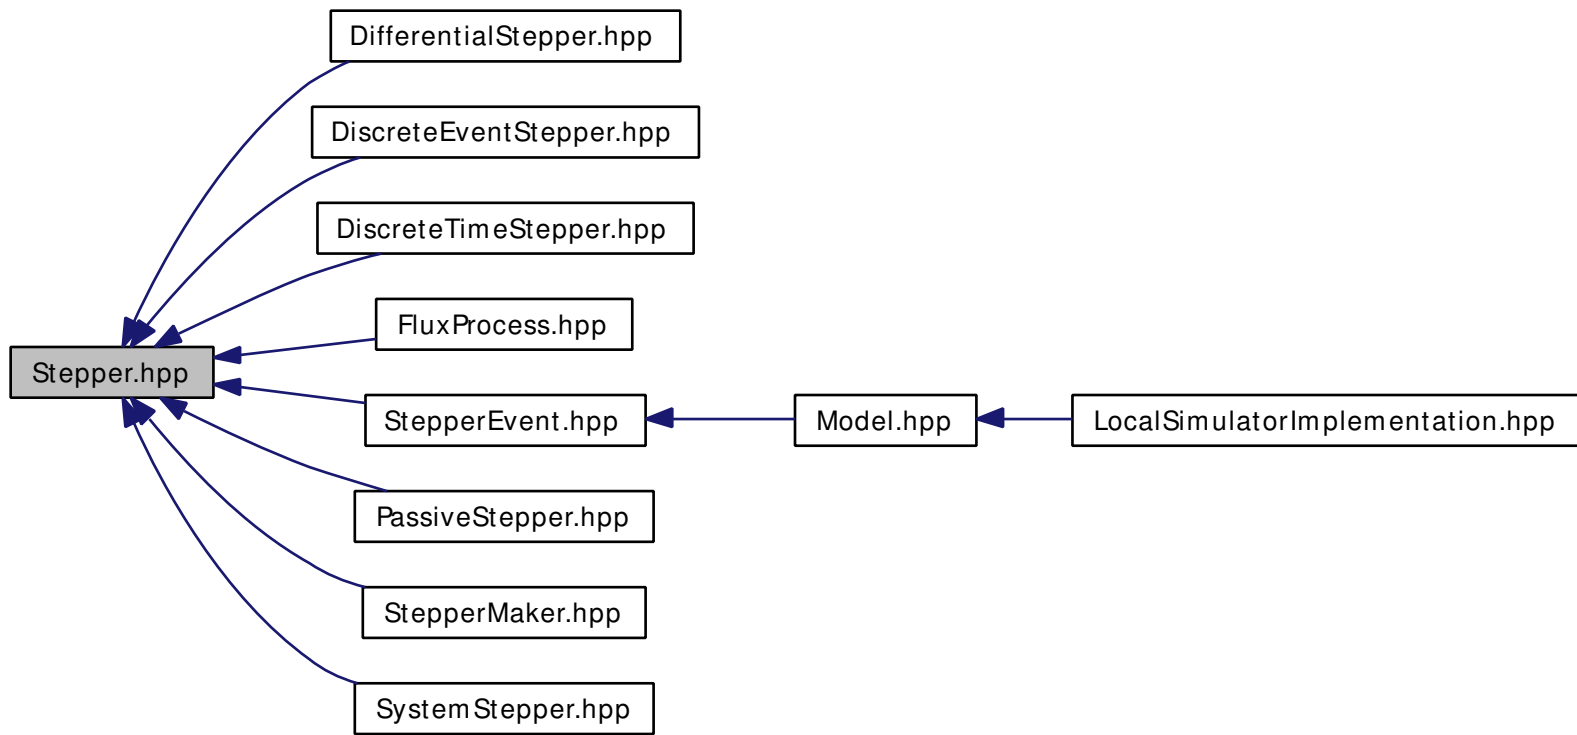 DifferentialStepper.hpp
DiscreteEventStepper.hpp
DiscreteTimeStepper.hpp
FluxProcess.hpp
Stepper.hpp
StepperEvent.hpp
Model.hpp
LocalSimulatorImplementation.hpp
PassiveStepper.hpp
StepperMaker.hpp
SystemStepper.hpp